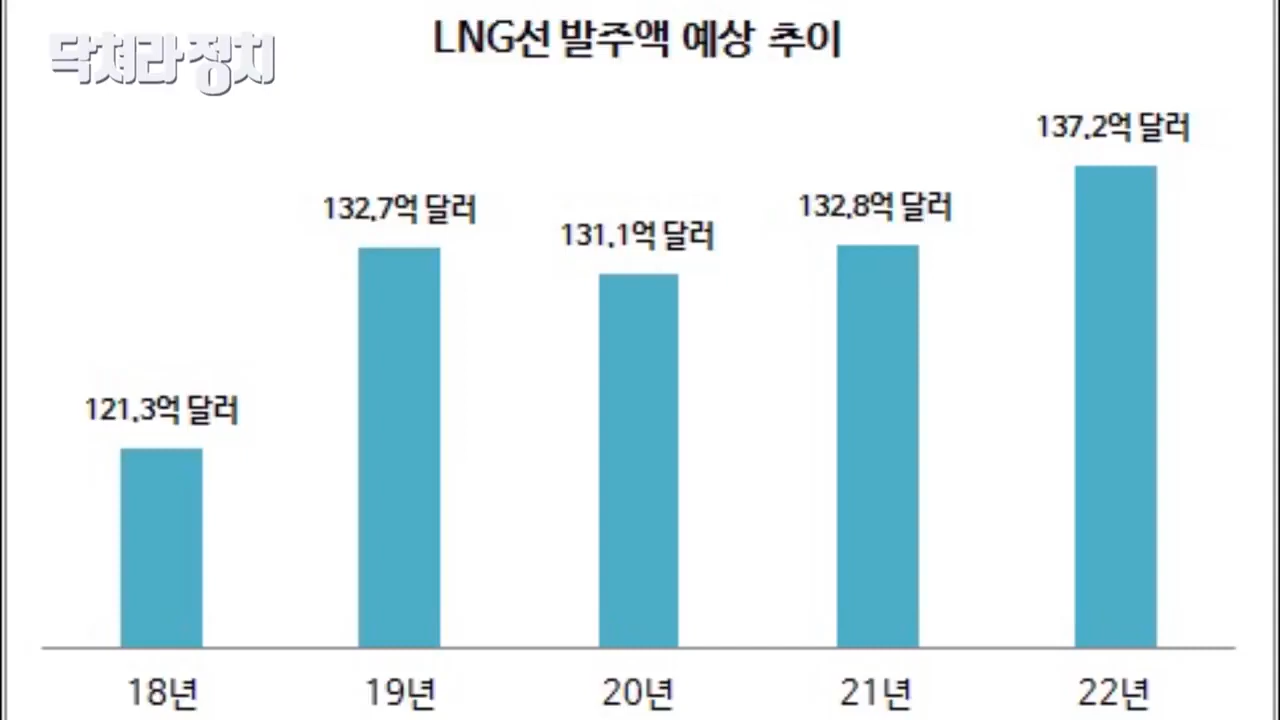 LNG선 발주액 예상 추이
닥쳐라 정치
137.2억 달러
132.7억 달러
131.1억 달러
132.8억 달러
121.3억 달러
18년
19년
20년
21년
22년